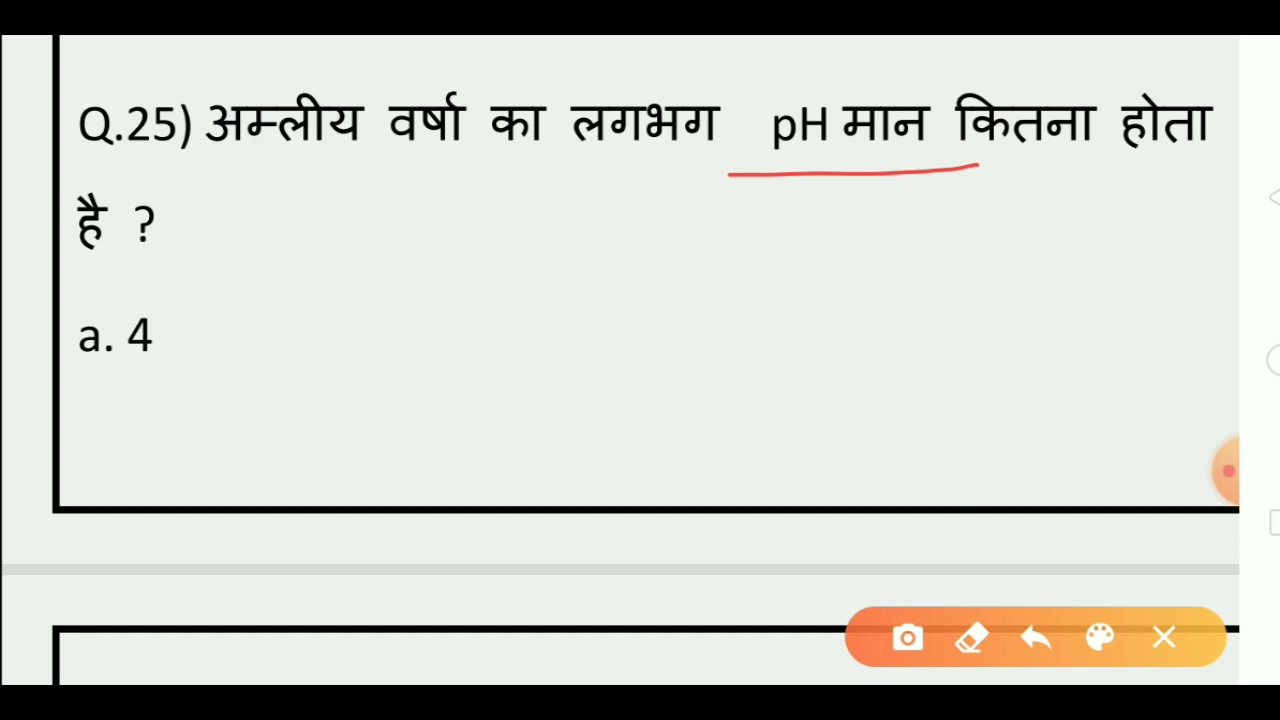 Q.25) अम्लीय वर्षा का लगभग pH मान कितना होता
है ?
a. 4